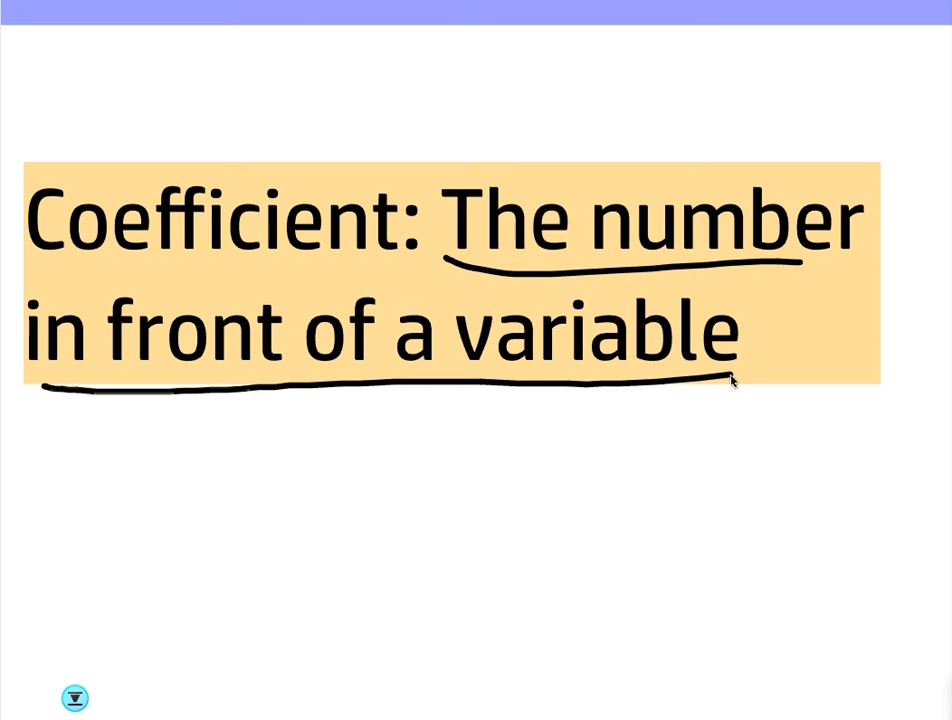 Coefficient: The number
in front of a variable